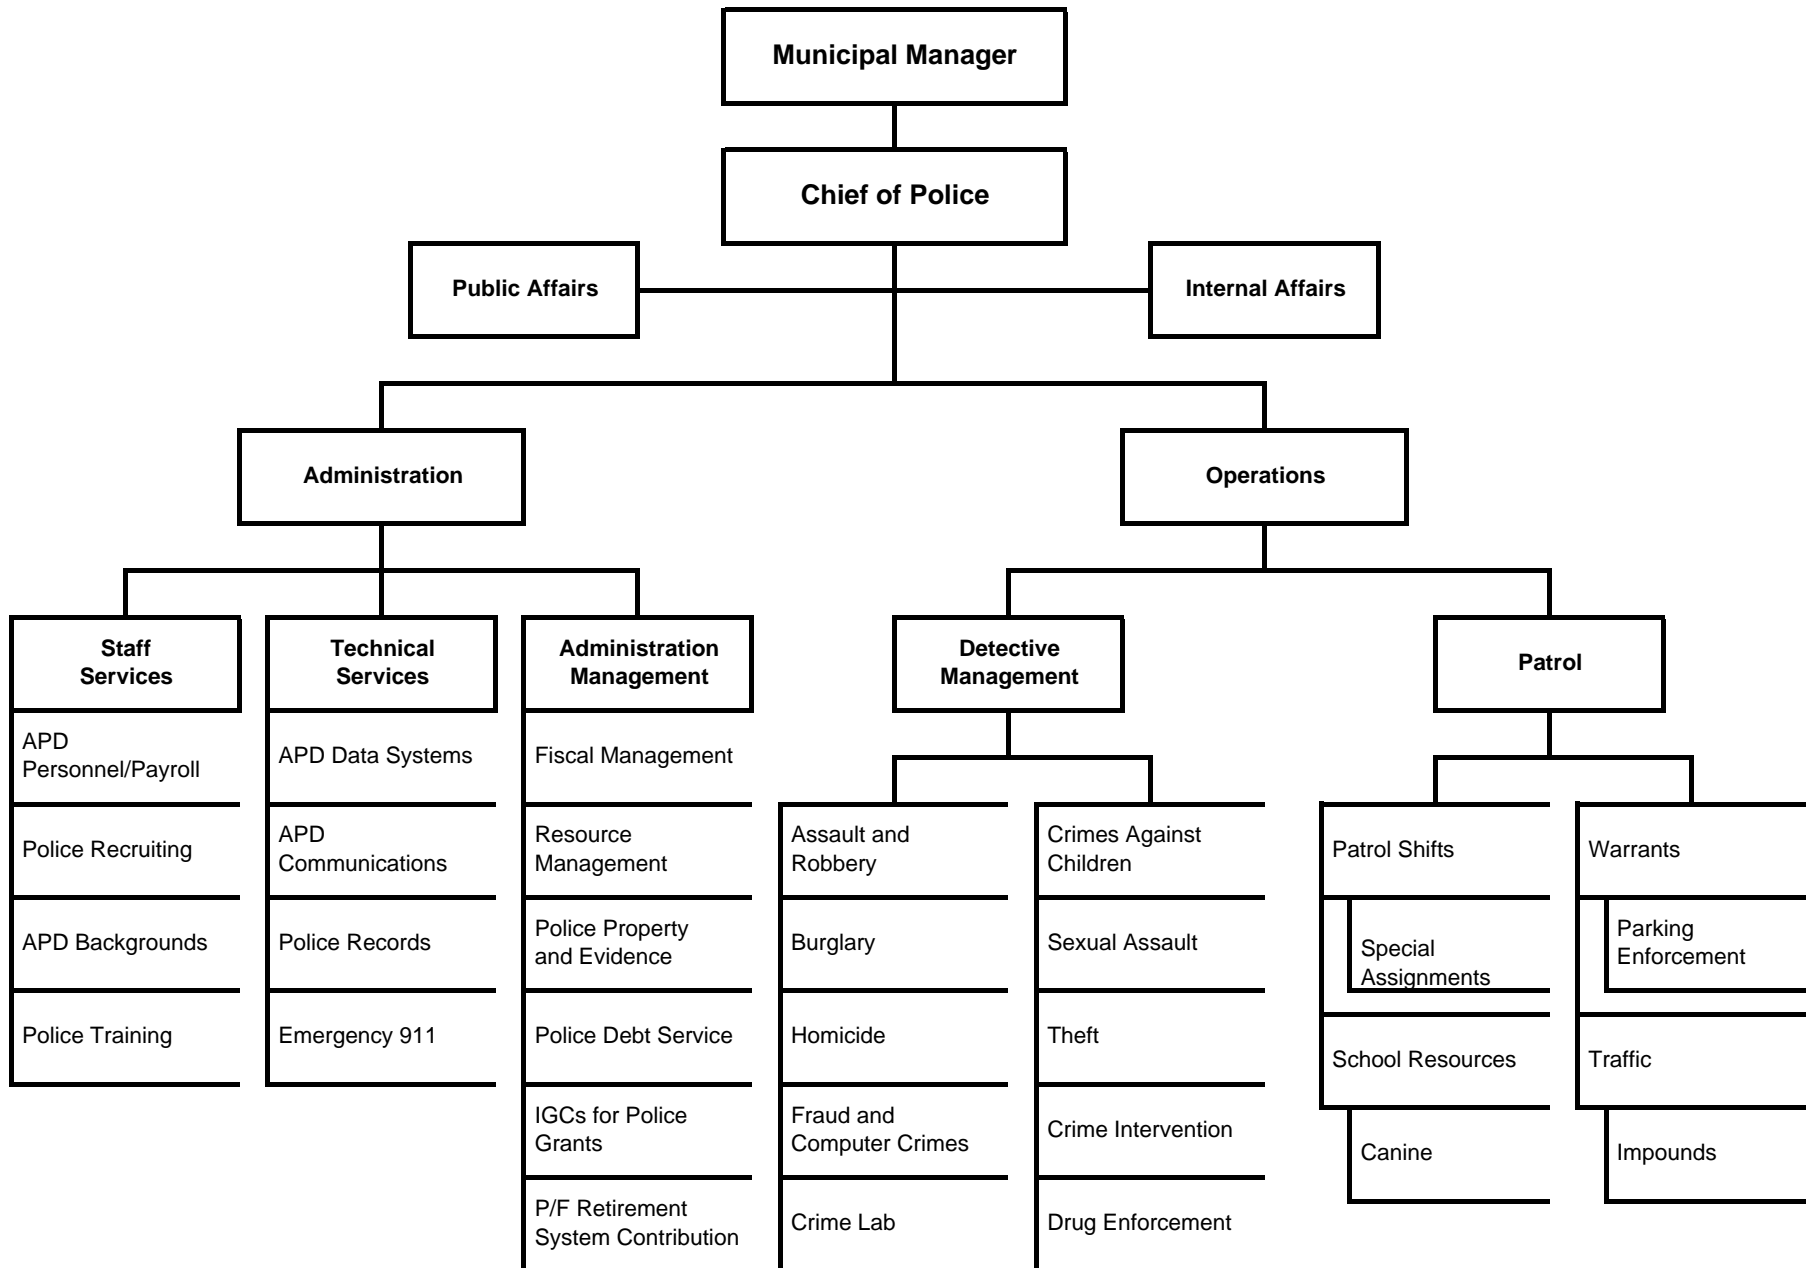 Municipal Manager
Chief of Police
Public Affairs
Internal Affairs
Administration
Operations
Staff
Services
Technical
Services
Administration
Management
Detective
Management
Patrol
APD
Personnel/Payroll
Police Recruiting
APD Backgrounds
Police Training
APD Data Systems
APD
Communications
Police Records
Emergency 911
Fiscal Management
Resource
Management
Police Property
and Evidence
Police Debt Service
IGCs for Police
Grants
P/F Retirement
System Contribution
Assault and
Robbery
Burglary
Homicide
Fraud and
Computer Crimes
Crime Lab
Crimes Against
Children
Sexual Assault
Theft
Crime Intervention
Drug Enforcement
Patrol Shifts
Special
Assignments
School Resources
Canine
Warrants
Parking
Enforcement
Traffic
Impounds